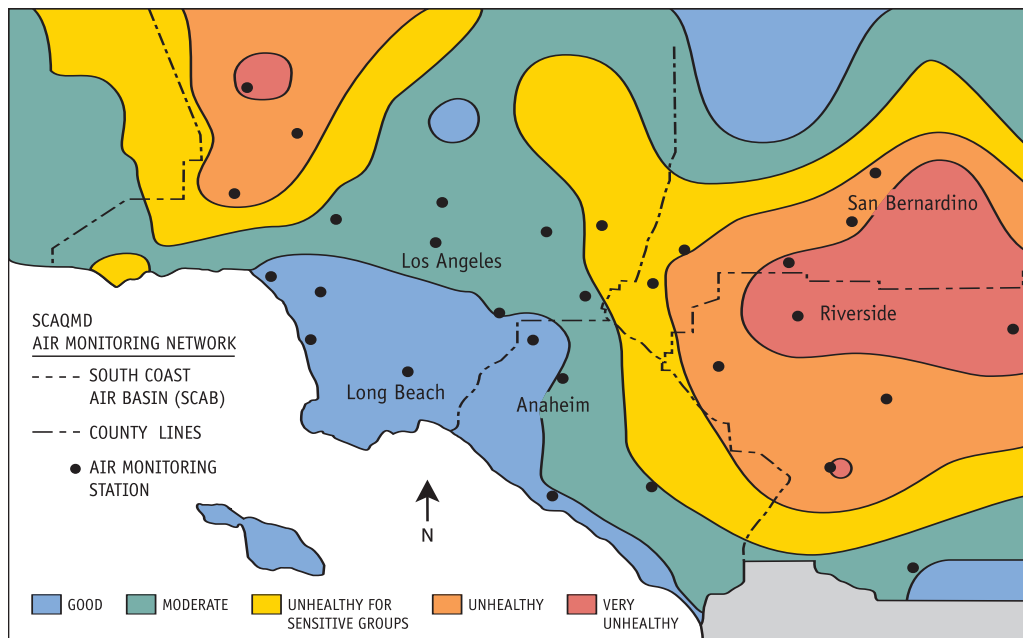 San Bernardino
Los Angeles
Riverside
Long Beach
Anaheim
SCAQMD
AIR MONITORING NETWORK
SOUTH COAST
AIR BASIN (SCAB)
COUNTY LINES
AIR MONITORING
STATION
N
GOOD
MODERATE
UNHEALTHY FOR
SENSITIVE GROUPS
UNHEALTHY
VERY
UNHEALTHY